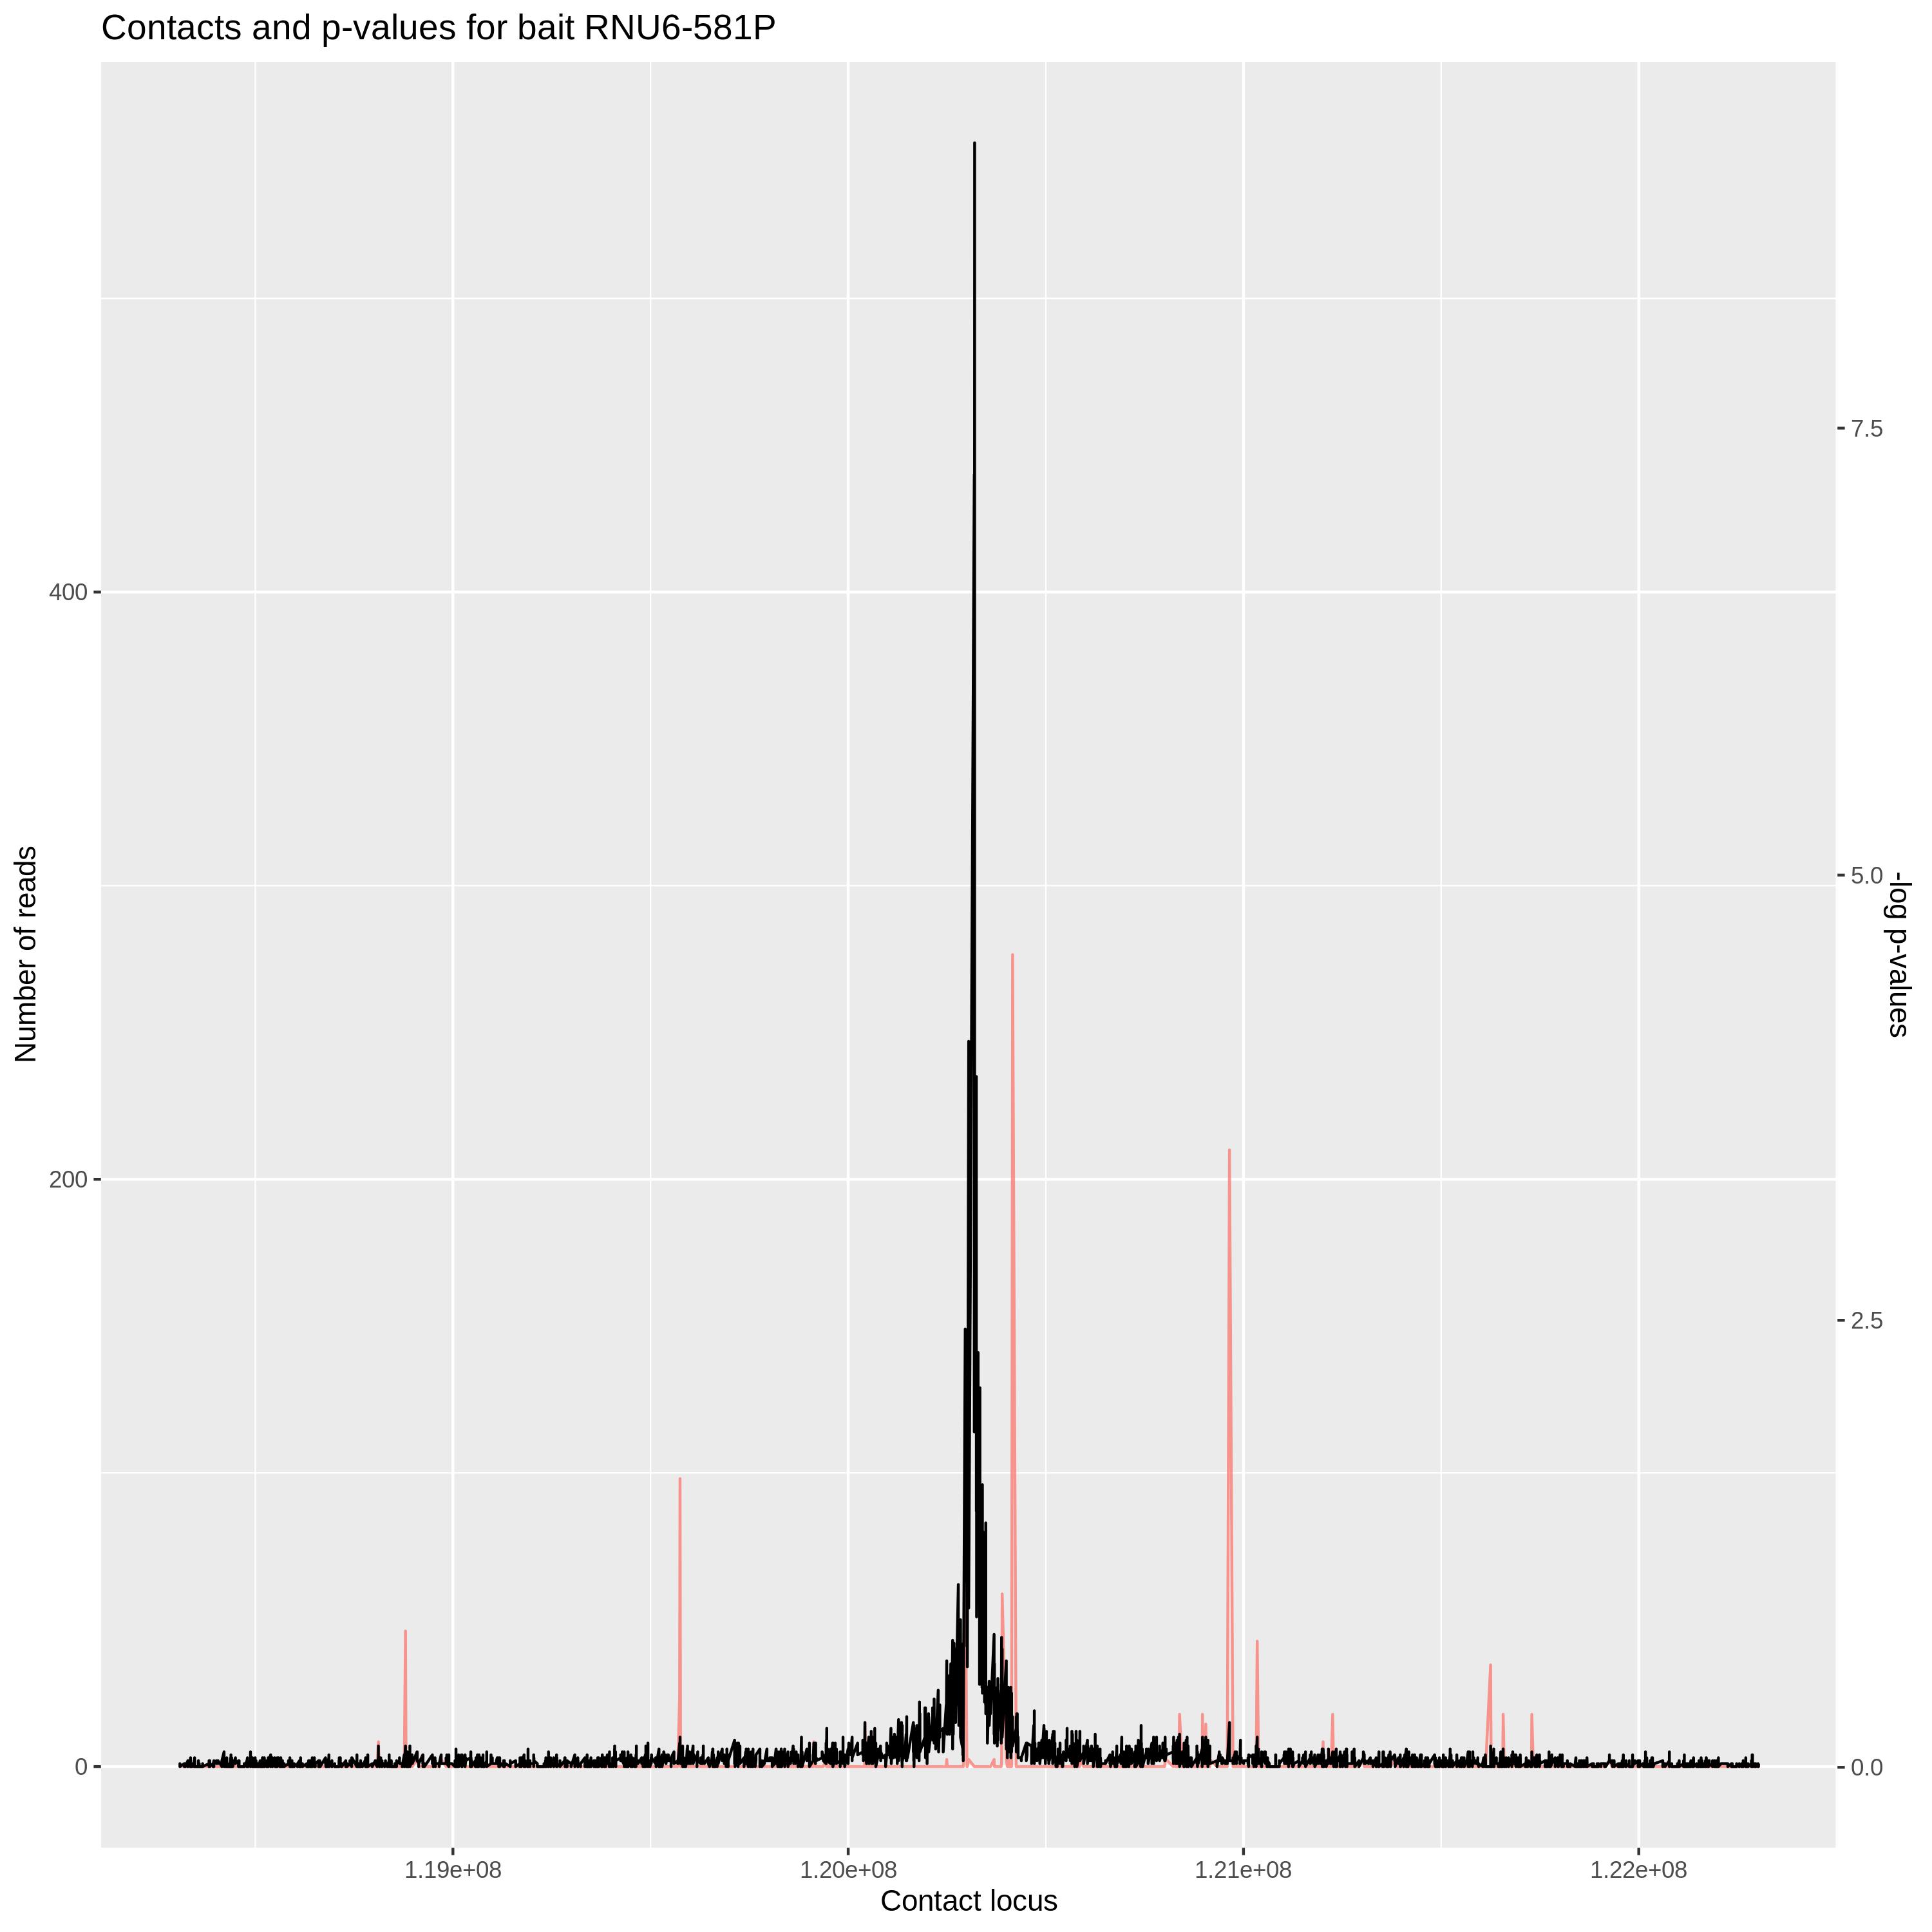 Contacts and p-values for bait RNU6-581P
Number of reads
400
200
0
7.5
5.0
2.5
0.0
-log p-values
1.19e+08 1.20e+08 1.21e+08 1.22e+08
Contact locus